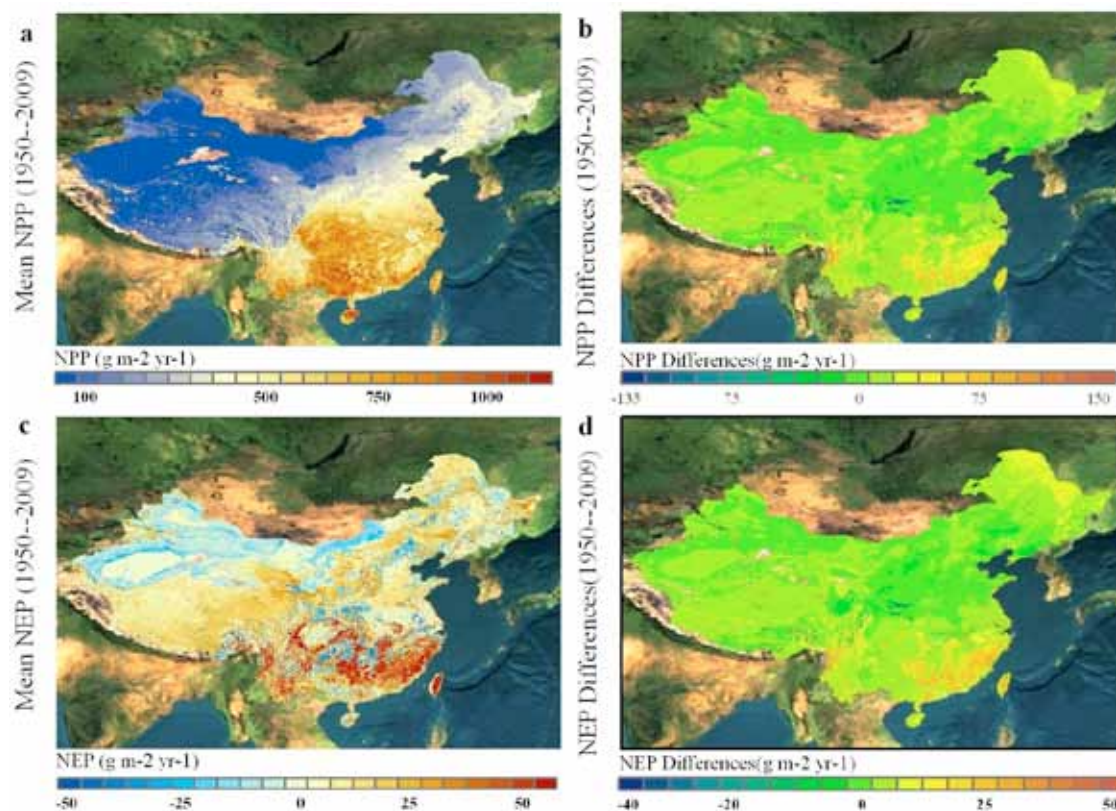 a
Mean NPP (1950--2009)
NPP (g m-2 yr-1)
100 500 750 1000
b
NPP Differences (1950--2009)
NPP Differences(g m-2 yr-1)
-133 75 0 75 150
c
Mean NEP (1950--2009)
NEP (g m-2 yr-1)
-50 -25 0 25 50
d
NEP Differences(1950--2009)
NEP Differences(g m-2 yr-1)
-40 -20 0 25 50